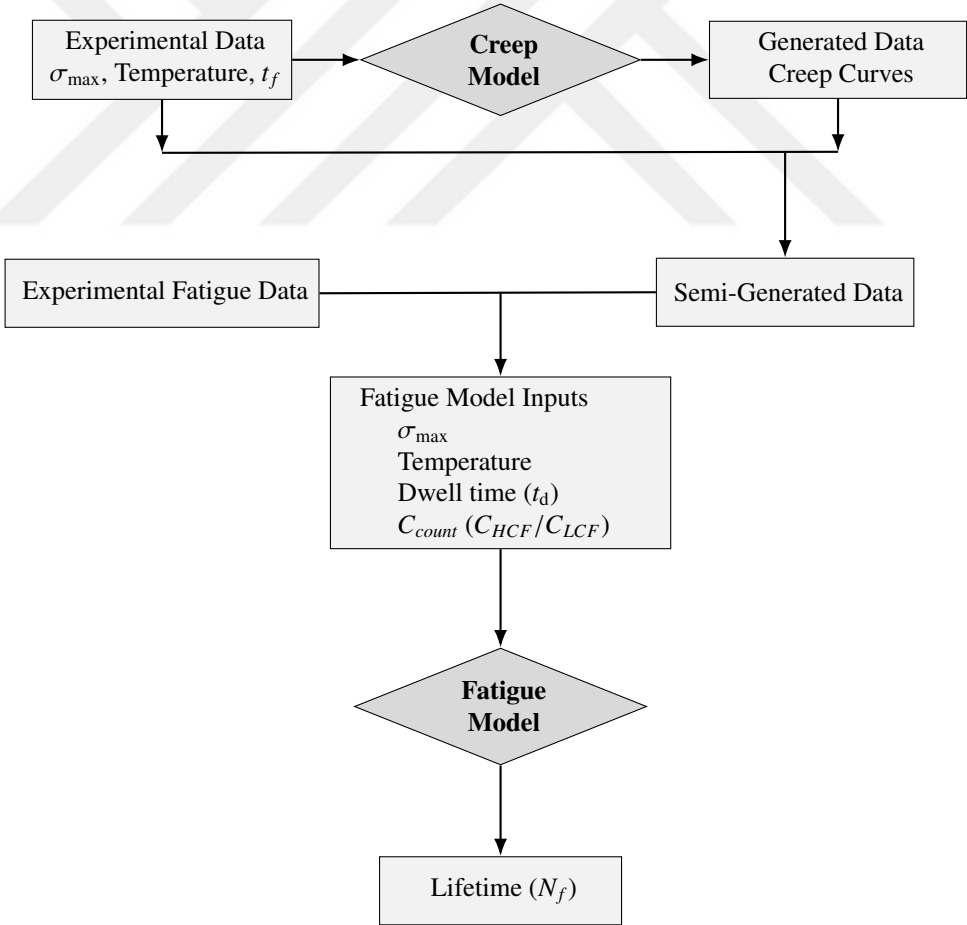 Experimental Data
σmax, Temperature, tf
Creep
Model
Generated Data
Creep Curves
Experimental Fatigue Data
Semi-Generated Data
Fatigue Model Inputs
σmax
Temperature
Dwell time (td)
Ccount (CHCF/CLCF)
Fatigue
Model
Lifetime (Nf)